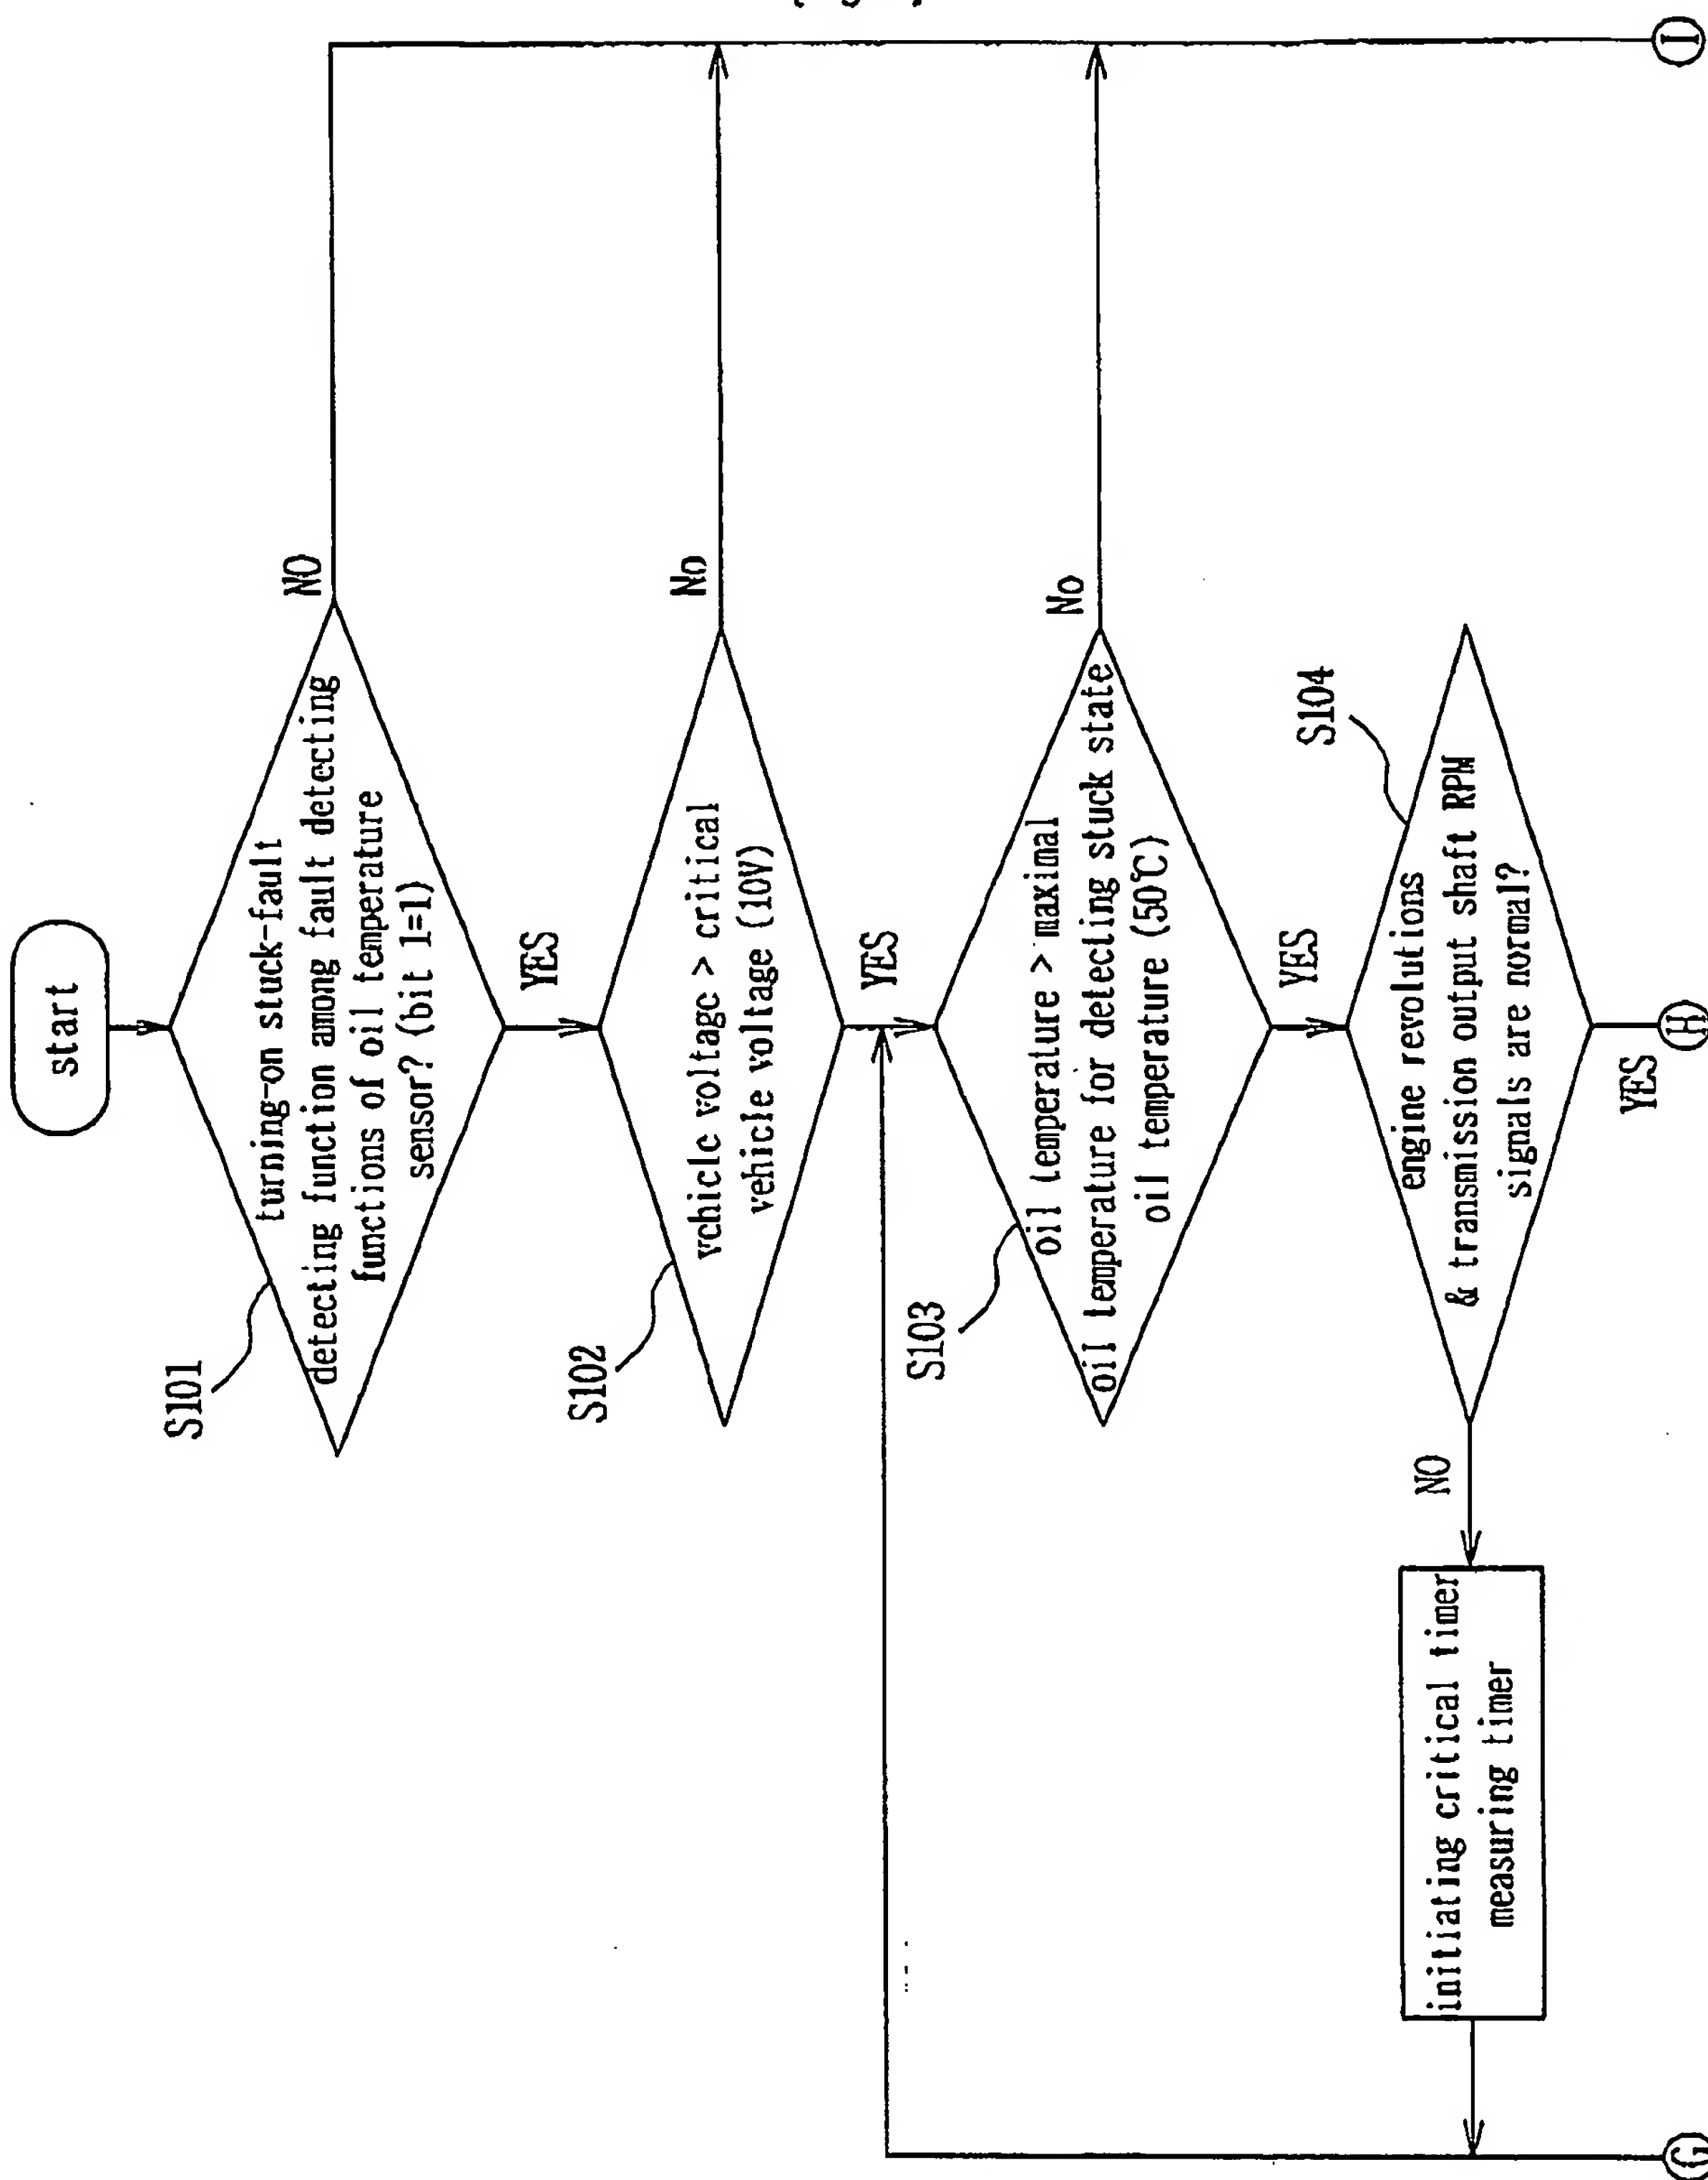 start
S101
turning-on stuck-fault
detecting function among fault detecting
functions of oil temperature
sensor? (bit 1=1)
NO
YES
S102
vehicle voltage > critical
vehicle voltage (10V)
No
YES
S103
oil temperature > maximal
oil temperature for detecting stuck state
oil temperature (50℃)
No
YES
S104
engine revolutions
& transmission output shaft RPM
signals are normal?
NO
initiating critical timer
measuring timer
YES
G
H
I